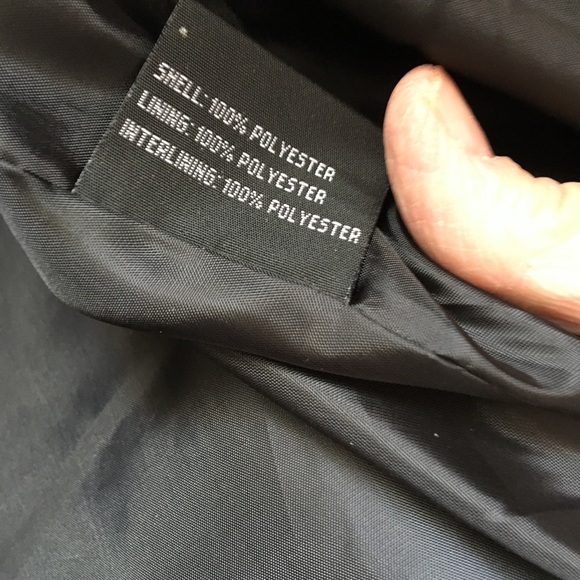 SHELL: 100% POLYESTER
LINING: 100% POLYESTER
INTERLINING: 100% POLYESTER